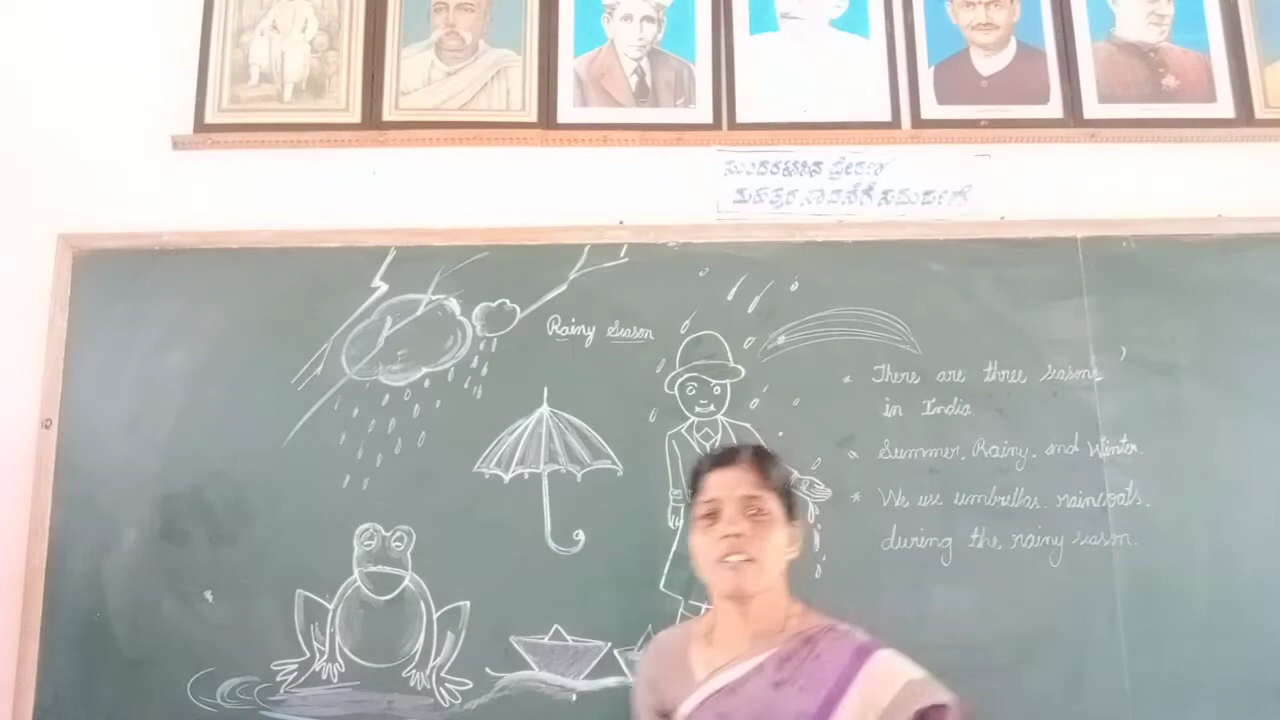 Rainy Season
* There are three seasons
in India.
* Summer, Rainy, and Winter.
* We use umbrellas, raincoats,
during the, rainy season.